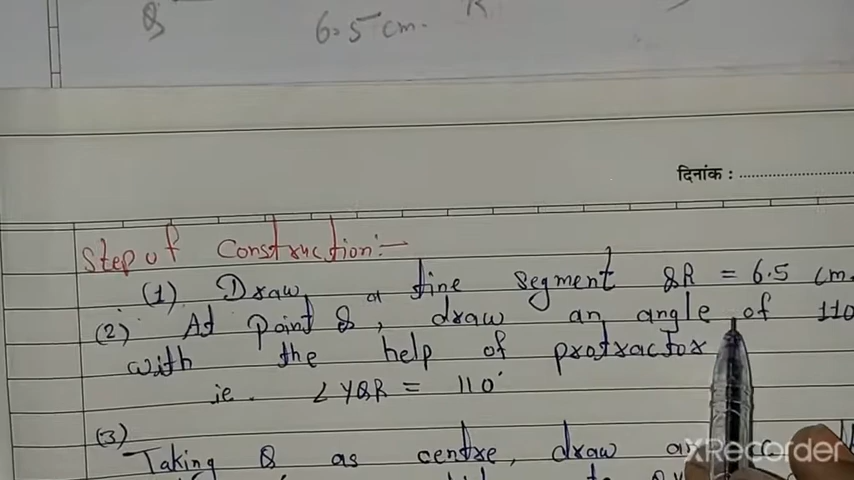 Q
6.5 cm.
R
दिनांक : ....................
Step of Construction:-
(1) Draw a line segment QR = 6.5 cm.
(2) At point Q, draw an angle of 110
with the help of protractor
ie. ∠YQR = 110°
(3)
Taking Q as centre, draw
XRecorder